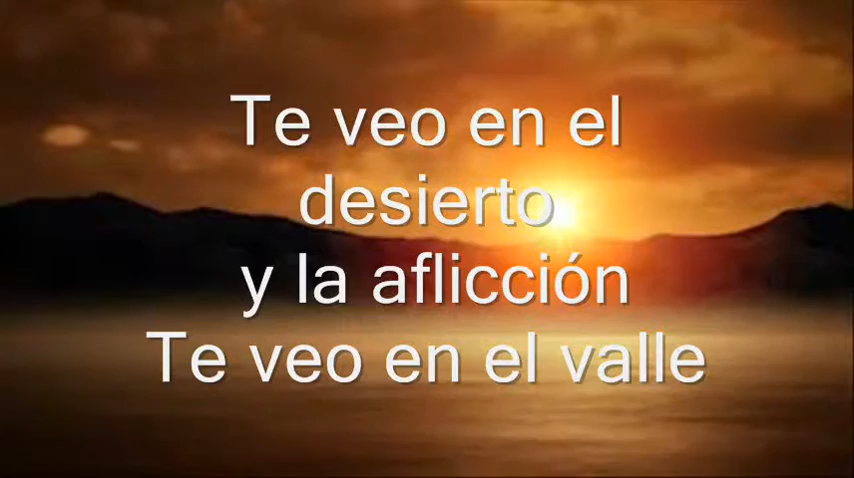 Te veo en el
desierto
y la aflicción
Te veo en el valle